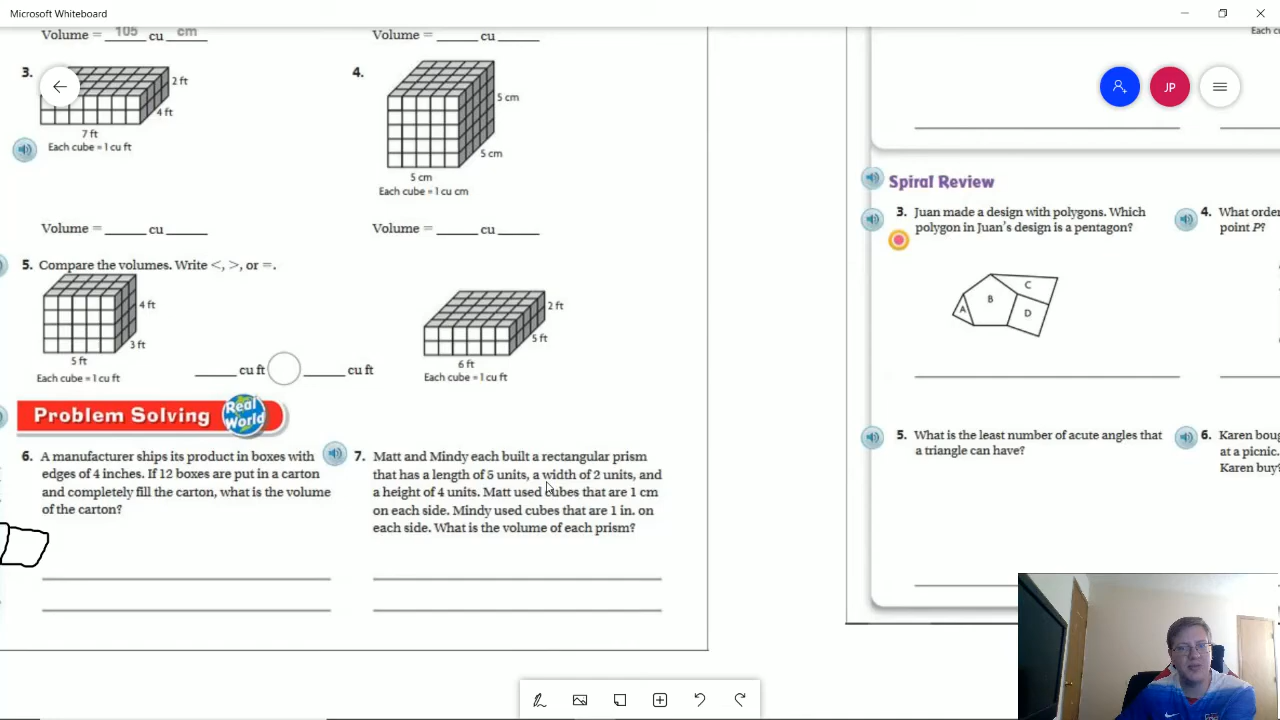 Microsoft Whiteboard
Volume = 105 cu cm
Volume = ____ cu ____
3.
2 ft
4 ft
7 ft
Each cube = 1 cu ft
Volume = ____ cu ____
4.
5 cm
5 cm
5 cm
Each cube = 1 cu cm
Volume = ____ cu ____
5. Compare the volumes. Write <, >, or =.
4 ft
3 ft
5 ft
Each cube = 1 cu ft
____ cu ft ____ cu ft
2 ft
5 ft
6 ft
Each cube = 1 cu ft
Problem Solving Real World
6. A manufacturer ships its product in boxes with
edges of 4 inches. If 12 boxes are put in a carton
and completely fill the carton, what is the volume
of the carton?
7. Matt and Mindy each built a rectangular prism
that has a length of 5 units, a width of 2 units, and
a height of 4 units. Matt used cubes that are 1 cm
on each side. Mindy used cubes that are 1 in. on
each side. What is the volume of each prism?
JP
Spiral Review
3. Juan made a design with polygons. Which
polygon in Juan's design is a pentagon?
A
B
C
D
4. What orde
point P?
5. What is the least number of acute angles that
a triangle can have?
6. Karen boug
at a picnic.
Karen buy?